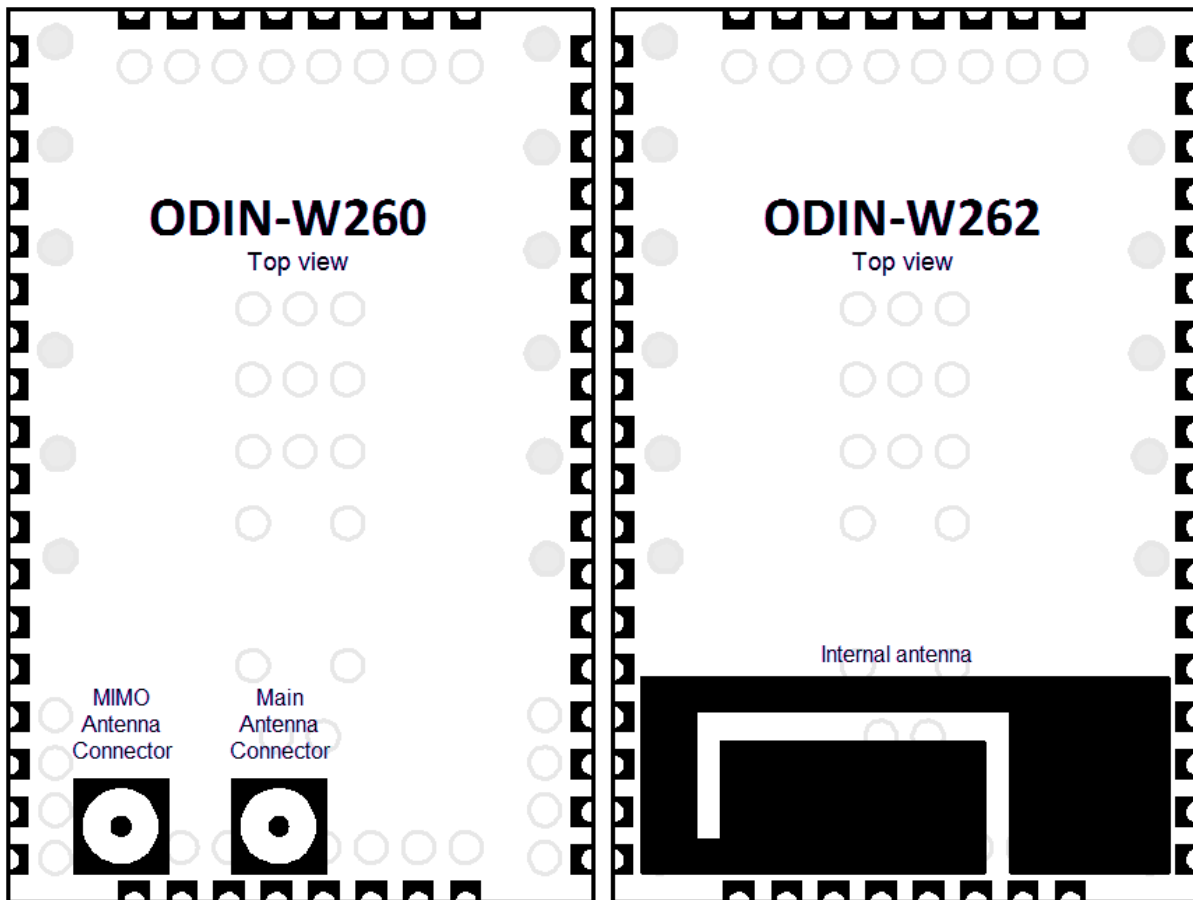 ODIN-W260
Top view
MIMO
Antenna
Connector
Main
Antenna
Connector
ODIN-W262
Top view
Internal antenna